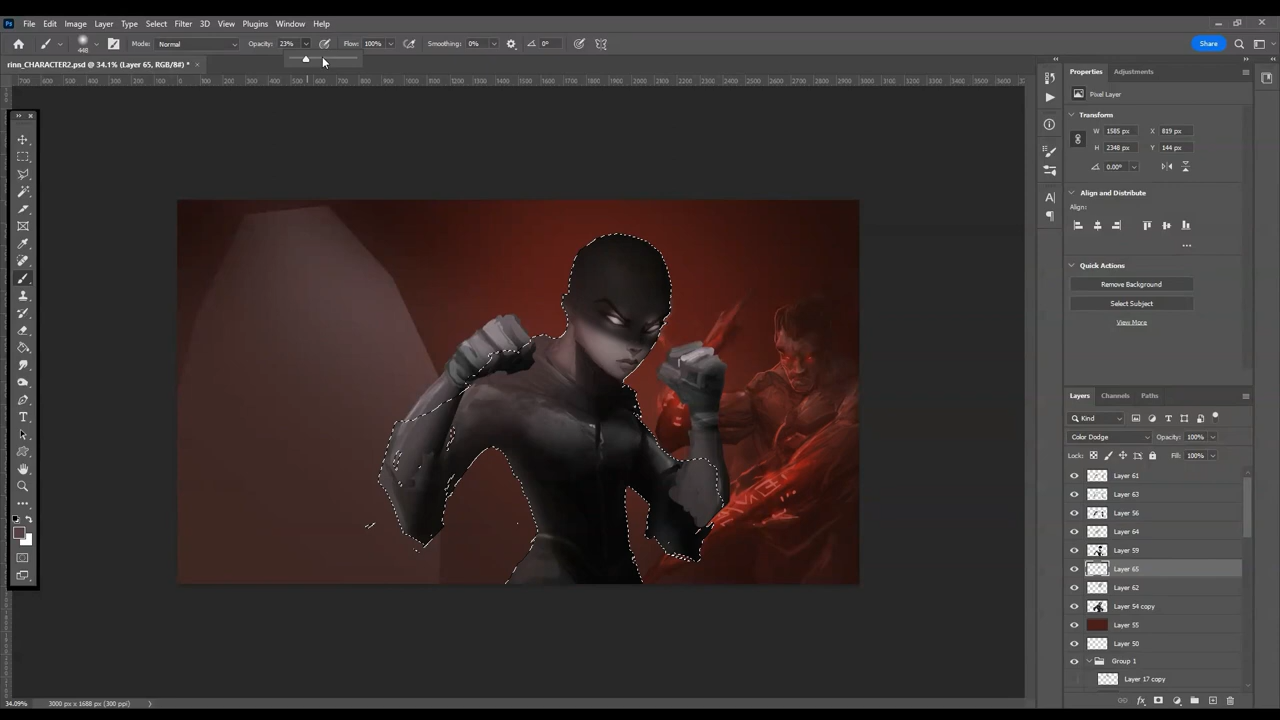 Ps File Edit Image Layer Type Select Filter 3D View Plugins Window Help
448 Mode: Normal Opacity: 23% Flow: 100% Smoothing: 0% 0° Share
rinn_CHARACTER2.psd @ 34.1% (Layer 65, RGB/8#) *
Properties Adjustments
Pixel Layer
Transform
W 1585 px X 819 px
H 2348 px Y 144 px
0.00°
Align and Distribute
Align:
Quick Actions
Remove Background
Select Subject
View More
Layers Channels Paths
Kind
Color Dodge Opacity: 100%
Lock: Fill: 100%
Layer 61
Layer 63
Layer 56
Layer 64
Layer 59
Layer 65
Layer 62
Layer 54 copy
Layer 55
Layer 50
Group 1
Layer 17 copy
34.09% 3000 px x 1688 px (300 ppi)